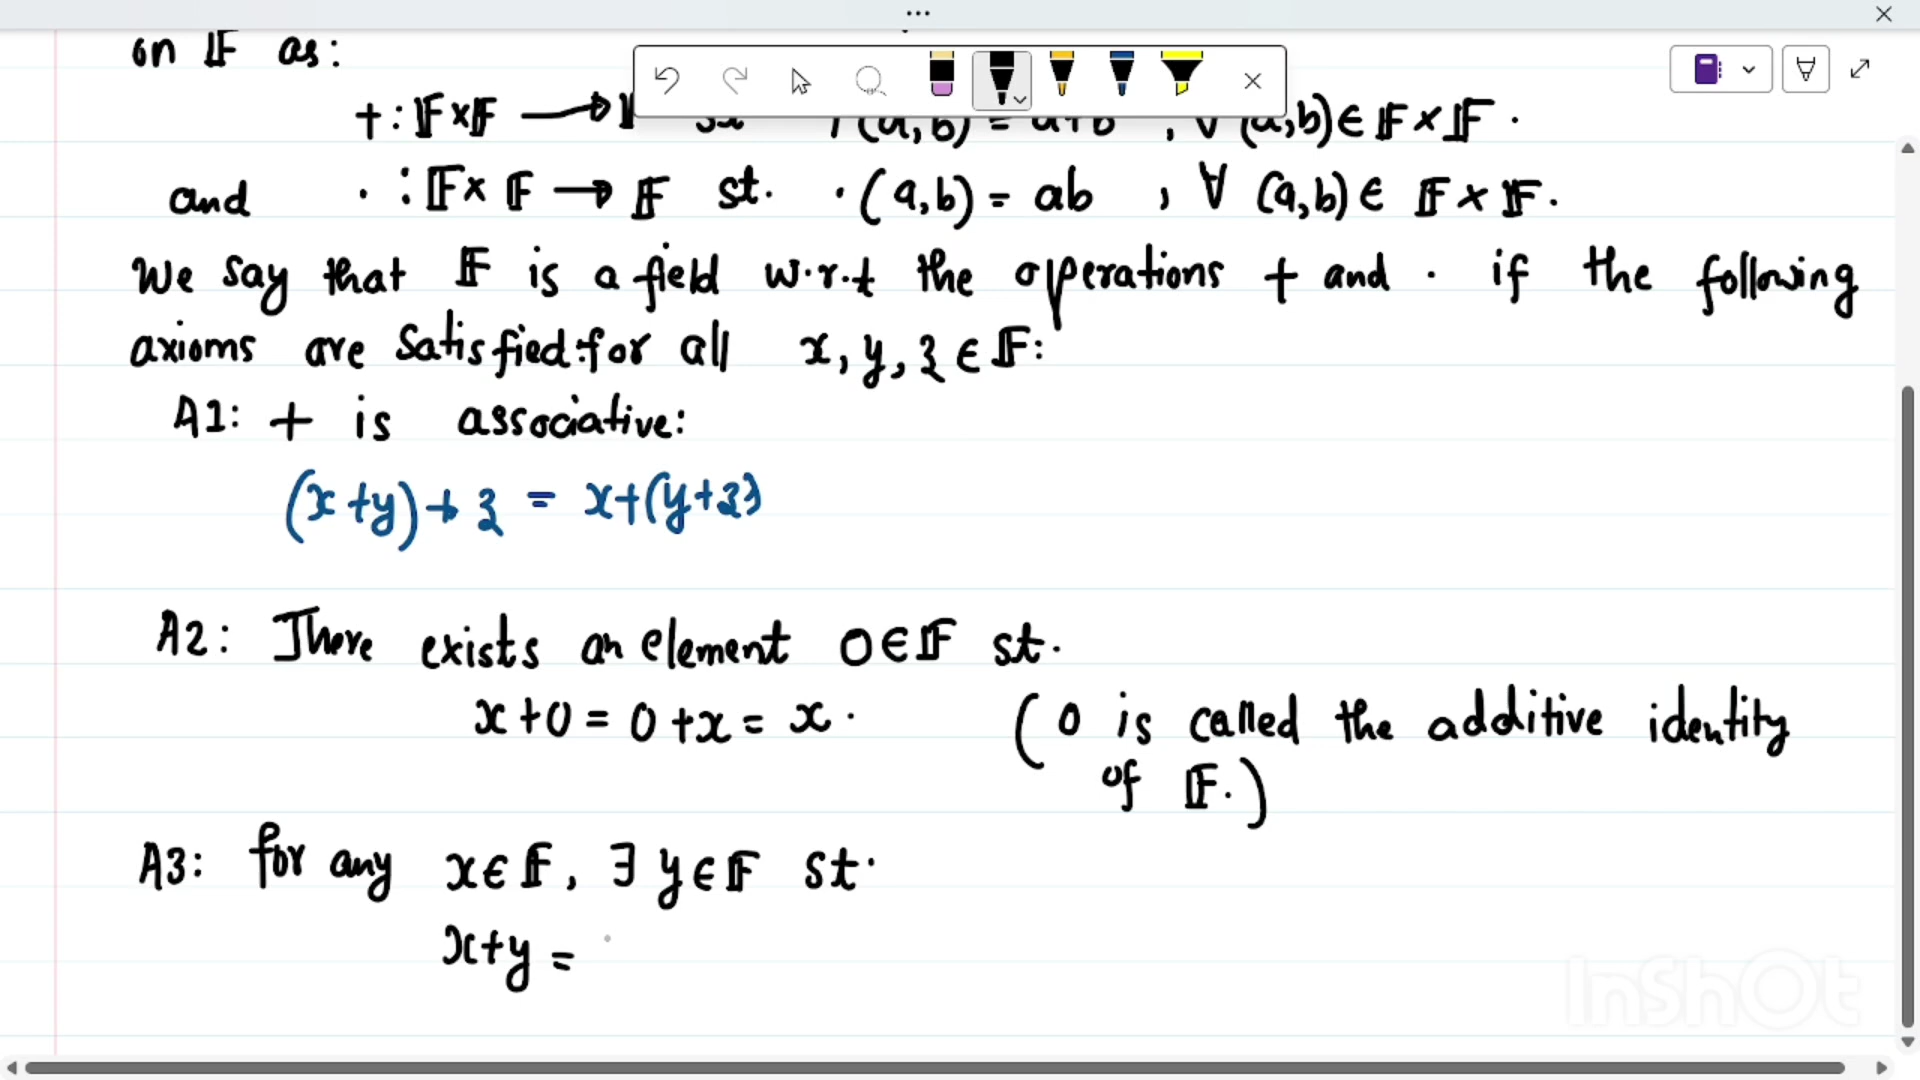 on 𝔽 as:
+ : 𝔽×𝔽 ⟶ 𝔽 st +(a,b) = a+b , ∀ (a,b) ∈ 𝔽 × 𝔽.
and · : 𝔽× 𝔽 ⟶ 𝔽 st. ·(a,b) = ab , ∀ (a,b) ∈ 𝔽 × 𝔽.
We say that 𝔽 is a field w.r.t the operations + and · if the following
axioms are satisfied: for all x, y, z ∈ 𝔽:
A1: + is associative:
(x+y)+z = x+(y+z)
A2: There exists an element 0∈𝔽 st.
x+0 = 0+x = x. (0 is called the additive identity
of 𝔽.)
A3: for any x∈𝔽, ∃ y∈𝔽 st.
x+y =
InShOt